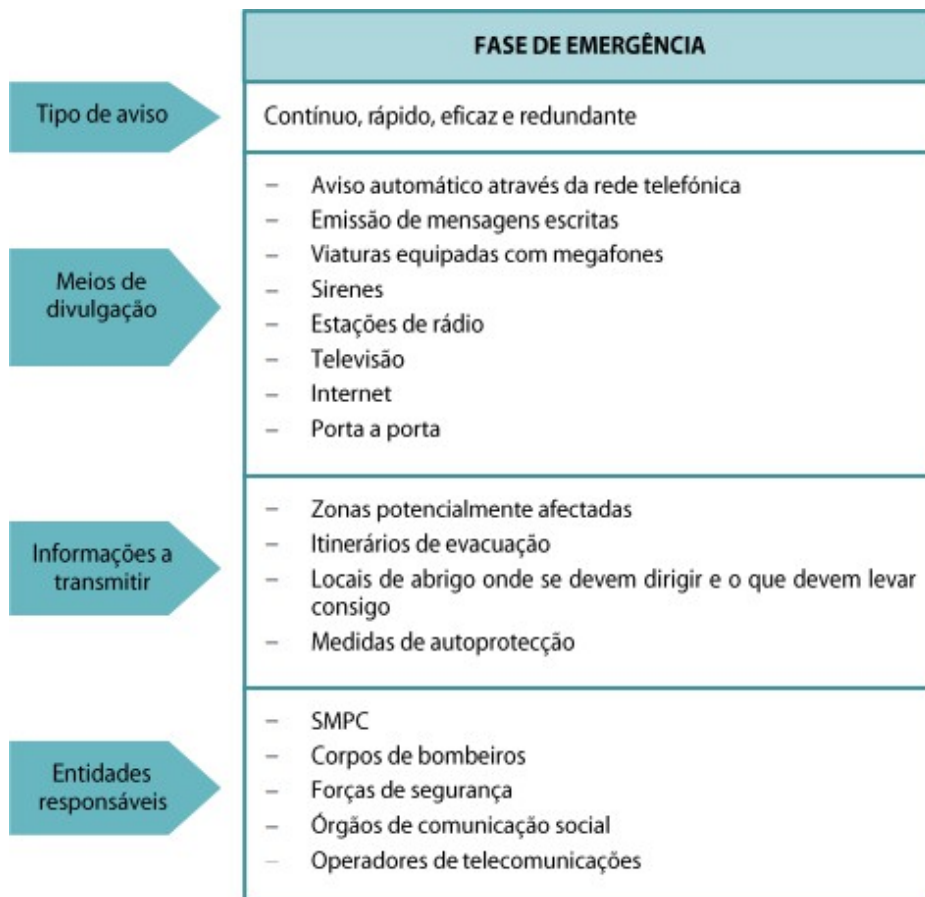 FASE DE EMERGÊNCIA
Tipo de aviso
Contínuo, rápido, eficaz e redundante
Meios de
divulgação
– Aviso automático através da rede telefónica
– Emissão de mensagens escritas
– Viaturas equipadas com megafones
– Sirenes
– Estações de rádio
– Televisão
– Internet
– Porta a porta
Informações a
transmitir
– Zonas potencialmente afectadas
– Itinerários de evacuação
– Locais de abrigo onde se devem dirigir e o que devem levar
consigo
– Medidas de autoprotecção
Entidades
responsáveis
– SMPC
– Corpos de bombeiros
– Forças de segurança
– Órgãos de comunicação social
– Operadores de telecomunicações